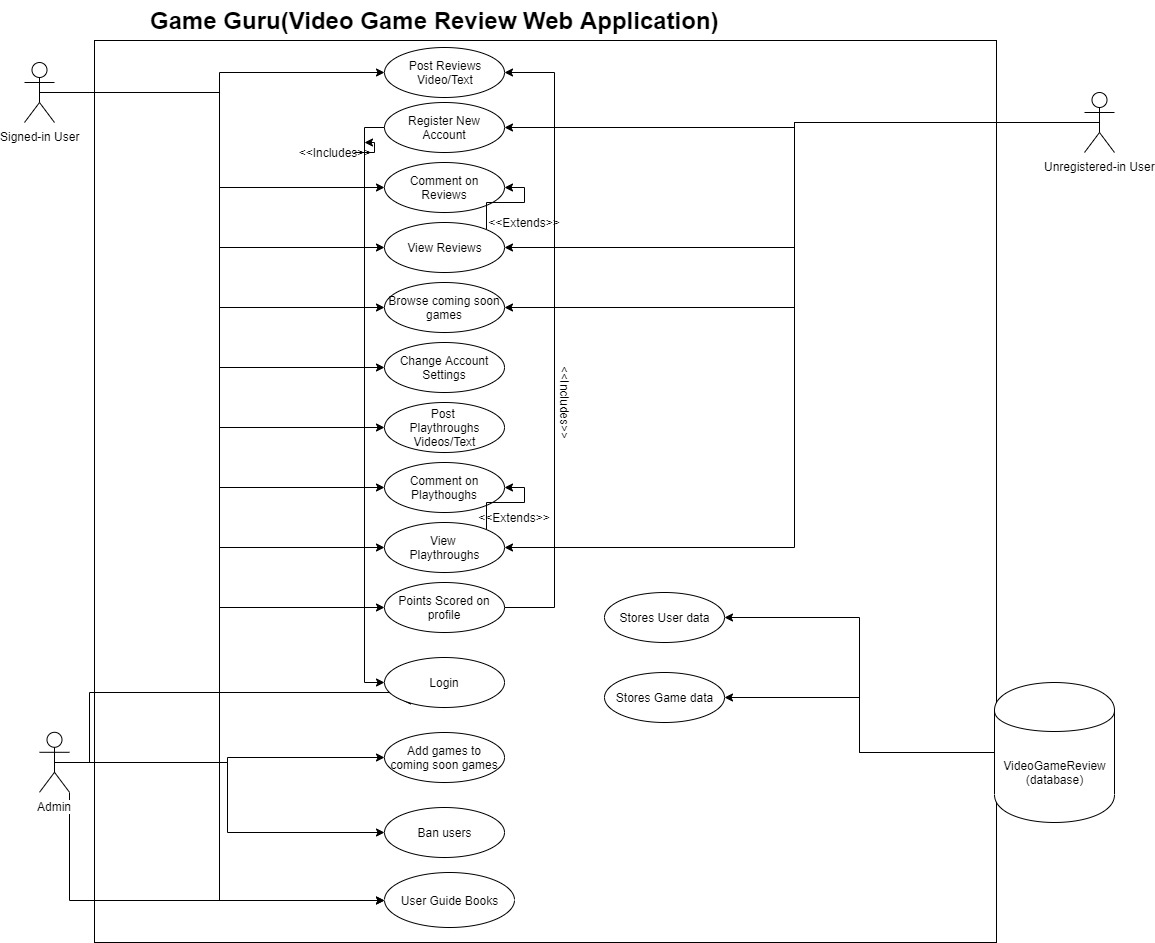 Game Guru(Video Game Review Web Application)
Post Reviews
Video/Text
Signed-in User
Register New
Account
<<Includes>>
Unregistered-in User
Comment on
Reviews
<<Extends>>
View Reviews
Browse coming soon
games
Change Account
Settings
<<Includes>>
Post
Playthroughs
Videos/Text
Comment on
Playthoughs
<<Extends>>
View
Playthroughs
Points Scored on
profile
Stores User data
Login
Stores Game data
Add games to
coming soon games
VideoGameReview
(database)
Admin
Ban users
User Guide Books